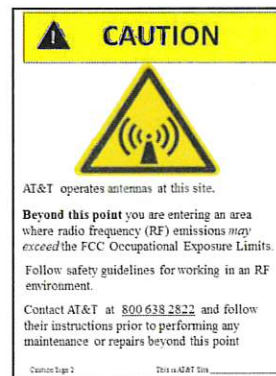 CAUTION
AT&T operates antennas at this site.
Beyond this point you are entering an area
where radio frequency (RF) emissions may
exceed the FCC Occupational Exposure Limits.
Follow safety guidelines for working in an RF
environment.
Contact AT&T at 800 638 2822 and follow
their instructions prior to performing any
maintenance or repairs beyond this point
Caution Sign 2 This is AT&T Site